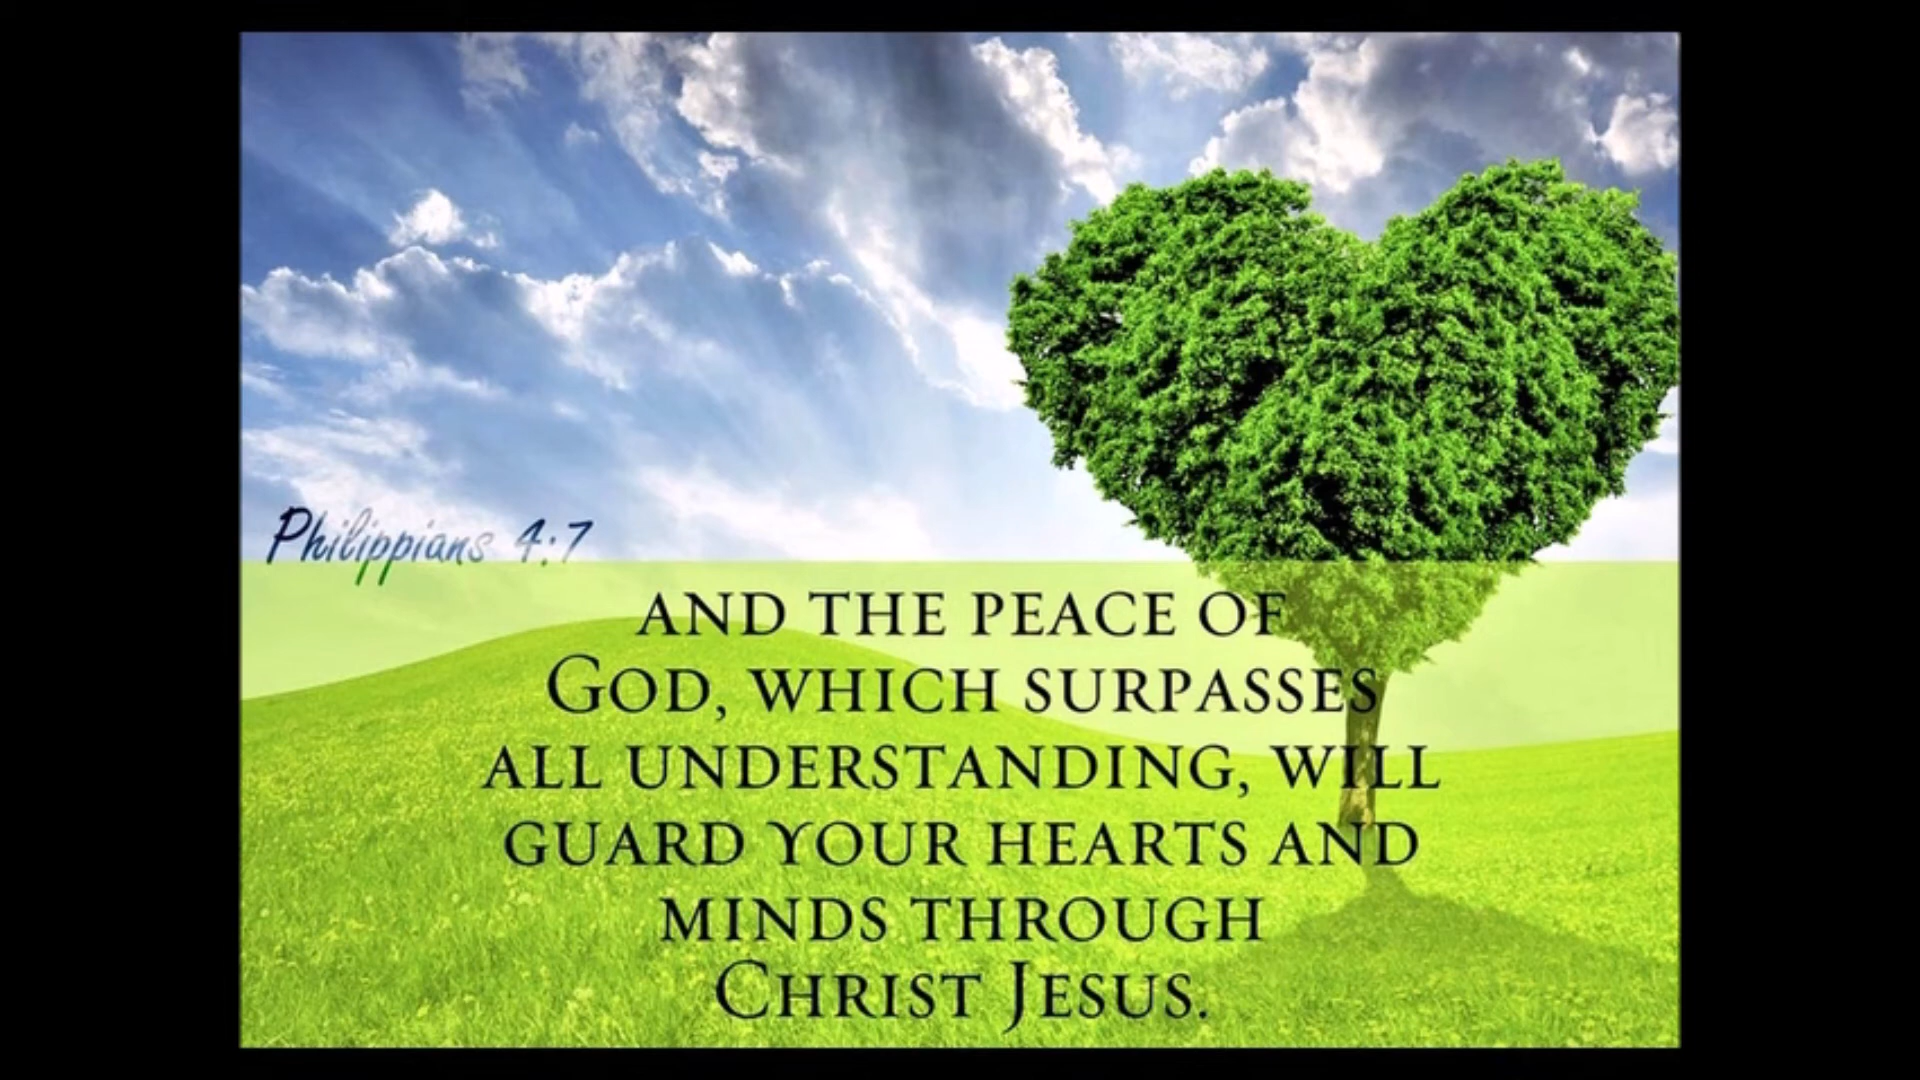 Philippians 4:7
AND THE PEACE OF
GOD, WHICH SURPASSES
ALL UNDERSTANDING, WILL
GUARD YOUR HEARTS AND
MINDS THROUGH
CHRIST JESUS.